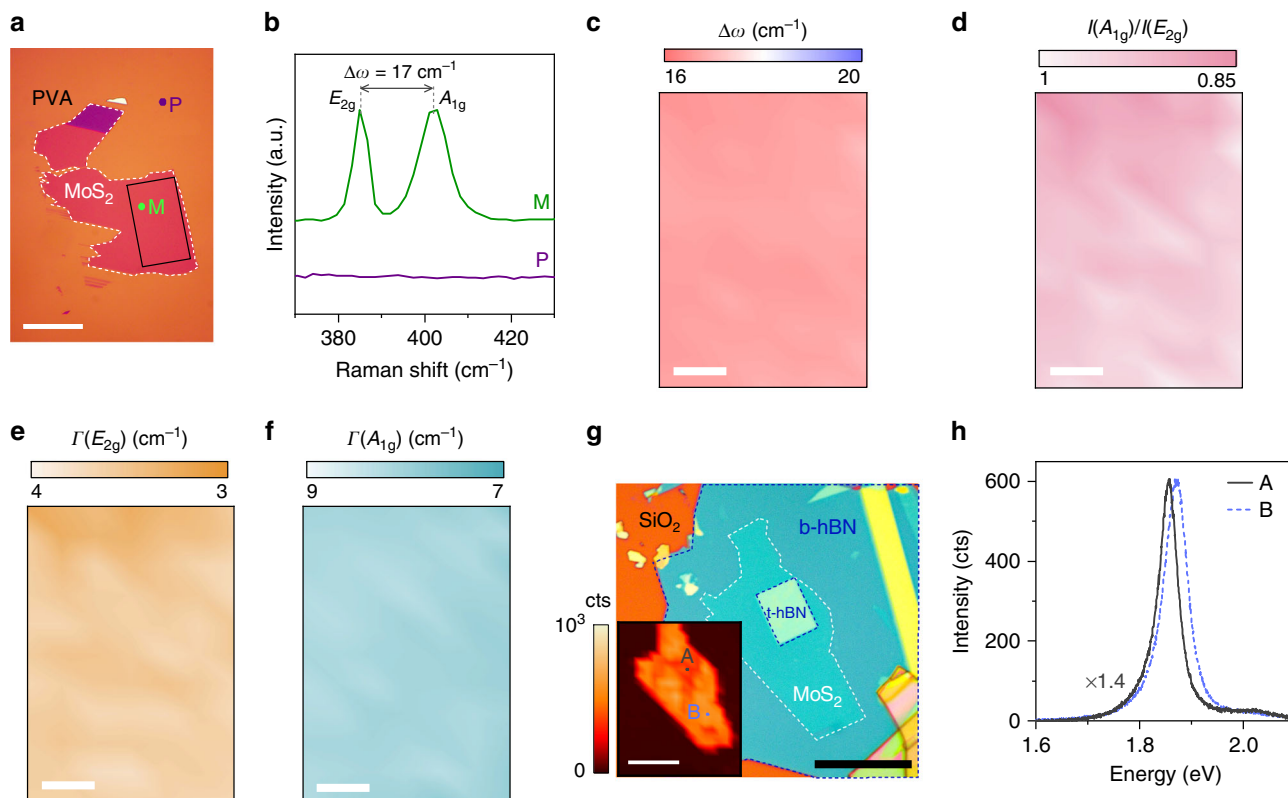 a
PVA
P
MoS₂
M
b
Δω = 17 cm⁻¹
E₂g
A₁g
Intensity (a.u.)
M
P
380
400
420
Raman shift (cm⁻¹)
c
Δω (cm⁻¹)
16
20
d
I(A₁g)/I(E₂g)
1
0.85
e
Γ(E₂g) (cm⁻¹)
4
3
f
Γ(A₁g) (cm⁻¹)
9
7
g
SiO₂
b-hBN
t-hBN
MoS₂
cts
10³
0
A
B
h
A
B
600
400
200
0
Intensity (cts)
×1.4
1.6
1.8
2.0
Energy (eV)